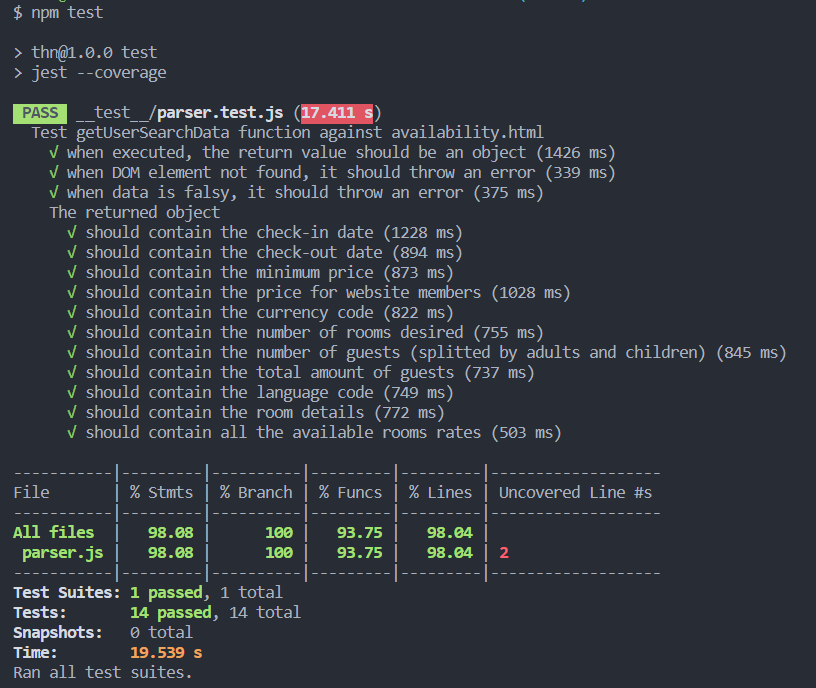 $ npm test
> thn@1.0.0 test
> jest --coverage
PASS __test__/parser.test.js (17.411 s)
Test getUserSearchData function against availability.html
√ when executed, the return value should be an object (1426 ms)
√ when DOM element not found, it should throw an error (339 ms)
√ when data is falsy, it should throw an error (375 ms)
The returned object
√ should contain the check-in date (1228 ms)
√ should contain the check-out date (894 ms)
√ should contain the minimum price (873 ms)
√ should contain the price for website members (1028 ms)
√ should contain the currency code (822 ms)
√ should contain the number of rooms desired (755 ms)
√ should contain the number of guests (splitted by adults and children) (845 ms)
√ should contain the total amount of guests (737 ms)
√ should contain the language code (749 ms)
√ should contain the room details (772 ms)
√ should contain all the available rooms rates (503 ms)
-----------|---------|----------|---------|---------|-------------------
File       | % Stmts | % Branch | % Funcs | % Lines | Uncovered Line #s
-----------|---------|----------|---------|---------|-------------------
All files  |   98.08 |      100 |   93.75 |   98.04 |
parser.js |   98.08 |      100 |   93.75 |   98.04 | 2
-----------|---------|----------|---------|---------|-------------------
Test Suites: 1 passed, 1 total
Tests:       14 passed, 14 total
Snapshots:   0 total
Time:        19.539 s
Ran all test suites.